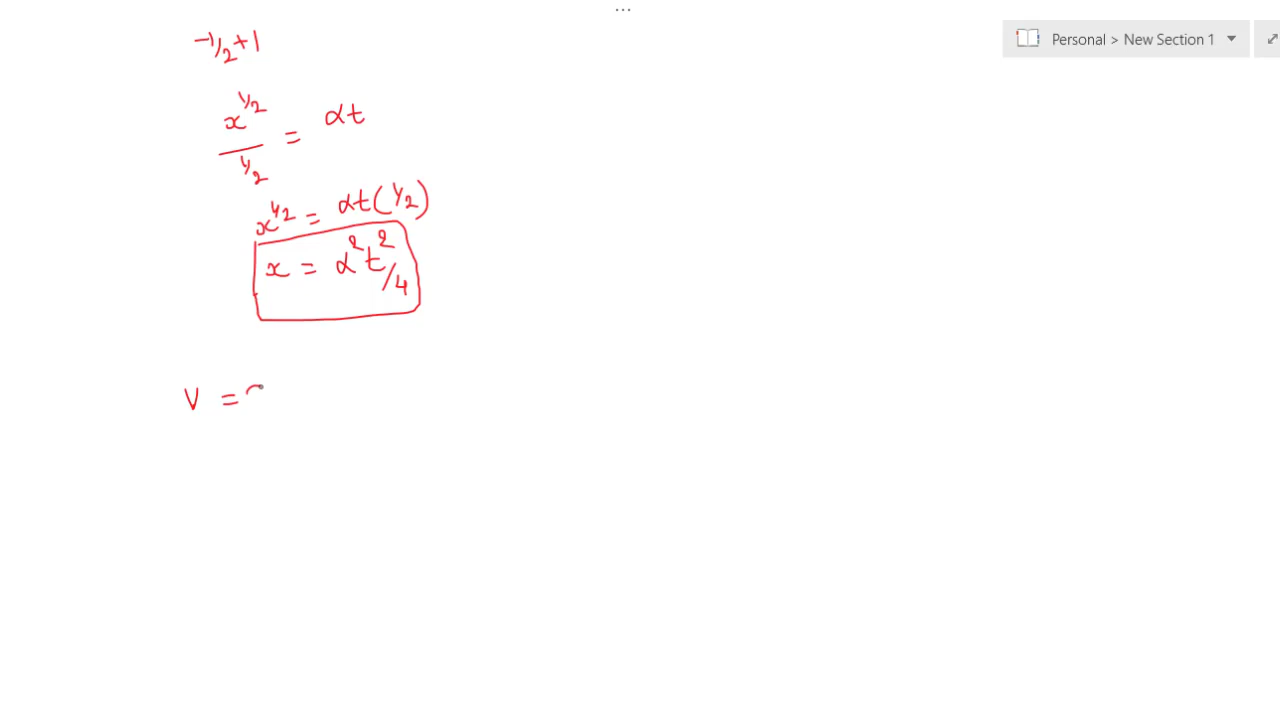 ...
Personal > New Section 1
-1/2+1
x^1/2 / 1/2 = αt
x^1/2 = αt(1/2)
x = α²t²/4
V =